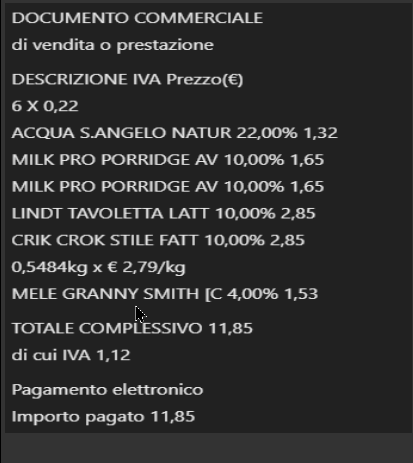 DOCUMENTO COMMERCIALE
di vendita o prestazione
DESCRIZIONE IVA Prezzo(€)
6 X 0,22
ACQUA S.ANGELO NATUR 22,00% 1,32
MILK PRO PORRIDGE AV 10,00% 1,65
MILK PRO PORRIDGE AV 10,00% 1,65
LINDT TAVOLETTA LATT 10,00% 2,85
CRIK CROK STILE FATT 10,00% 2,85
0,5484kg x € 2,79/kg
MELE GRANNY SMITH [C 4,00% 1,53
TOTALE COMPLESSIVO 11,85
di cui IVA 1,12
Pagamento elettronico
Importo pagato 11,85